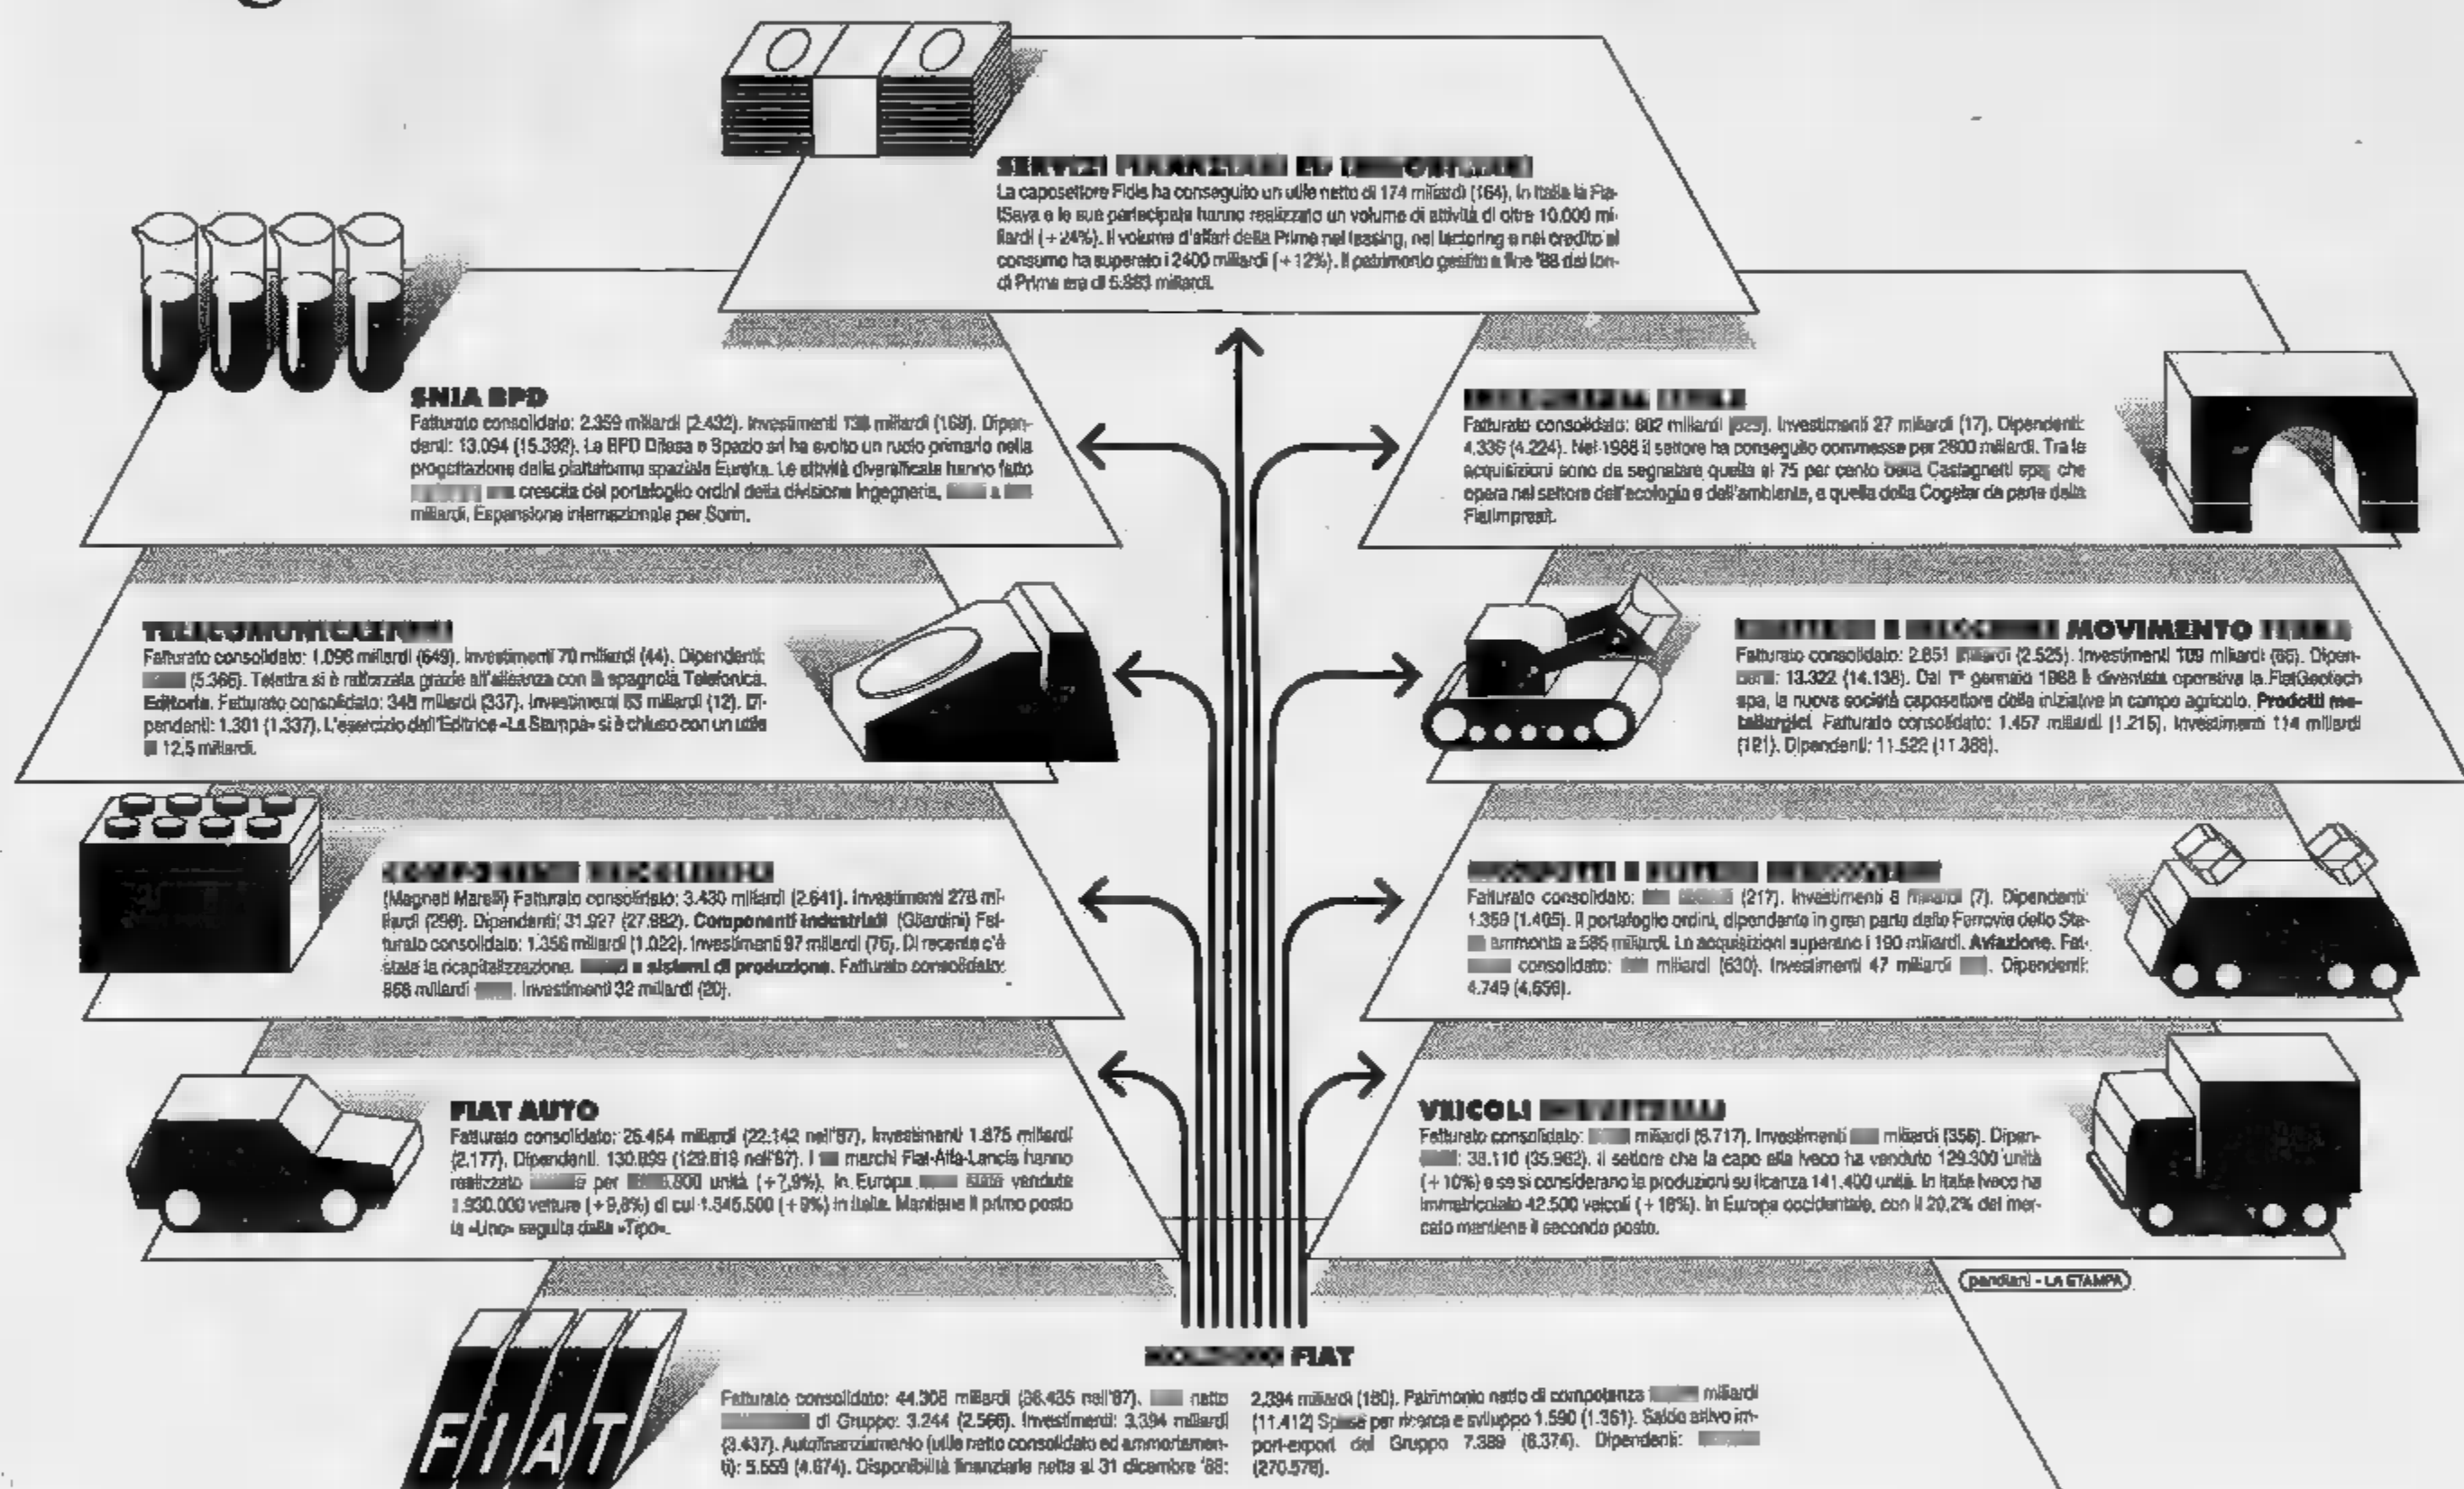 SERVIZI FINANZIARI ED
La caposettore Fidis ha conseguito un utile netto di 174 miliardi (164). In Italia la Fia-
tSava e le sue partecipate hanno realizzato un volume di attività di oltre 10.000 mi-
liardi (+24%). Il volume d'affari della Prime nel leasing, nel factoring e nel credito al
consumo ha superato i 2400 miliardi (+12%). Il patrimonio gestito a fine '88 dai fon-
di Prime era di miliardi.
SNIA BPD
Fatturato consolidato: 2.359 miliardi (2.432). Investimenti miliardi (168). Dipen-
denti: 13.094 (15.392). La BPD Difesa e Spazio srl ha svolto un ruolo primario nella
progettazione della piattaforma spaziale Eureka. Le attività diversificate hanno fatto
crescita del portafoglio ordini della divisione Ingegneria, a
miliardi. Espansione internazionale per Sorin.
Fatturato consolidato: 602 miliardi Investimenti 27 miliardi (17). Dipendenti:
4.336 (4.224). Nel 1988 il settore ha conseguito commesse per 2800 miliardi. Tra le
acquisizioni sono da segnalare quella al 75 per cento della Castagnetti spa, che
opera nel settore dell'ecologia e dell'ambiente, e quella della Cogefar da parte della
FiatImpresit.
TELECOMUNICAZIONI
Fatturato consolidato: 1.096 miliardi (649). Investimenti 70 miliardi (44). Dipendenti:
(5.366). Telettra si è rafforzata grazie all'alleanza con la spagnola Telefonica.
Editoria. Fatturato consolidato: 348 miliardi (337). Investimenti miliardi (12). Di-
pendenti: 1.301 (1.337). L'esercizio dell'Editrice «La Stampa» si è chiuso con un utile
12,5 miliardi.
E MOVIMENTO TERRA
Fatturato consolidato: 2.851 miliardi (2.525). Investimenti 109 miliardi (66). Dipen-
denti: 13.322 (14.138). Dal 1° gennaio 1988 è diventata operativa la FiatGeotech
spa, la nuova società caposettore delle iniziative in campo agricolo. Prodotti me-
tallurgici. Fatturato consolidato: 1.457 miliardi (1.216). Investimenti 114 miliardi
(121). Dipendenti: 11.522 (11.388).
COMPONENTI
(Magneti Marelli) Fatturato consolidato: 3.430 miliardi (2.641). Investimenti 278 mi-
liardi (298). Dipendenti: 31.927 (27.882). Componenti industriali (Gilardini) Fat-
turato consolidato: 1.356 miliardi (1.022). Investimenti 97 miliardi (76). Di recente c'è
stata la ricapitalizzazione. e sistemi di produzione. Fatturato consolidato:
miliardi Investimenti 32 miliardi (20).
PRODOTTI E SISTEMI FERROVIARI
Fatturato consolidato: (217). Investimenti 8 miliardi (7). Dipendenti:
1.359 (1.405). Il portafoglio ordini, dipendente in gran parte dalle Ferrovie dello Sta-
ammonta a 586 miliardi. Le acquisizioni superano i 190 miliardi. Aviazione. Fat-
consolidato: miliardi (630). Investimenti 47 miliardi Dipendenti:
4.749 (4.656).
FIAT AUTO
Fatturato consolidato: 26.464 miliardi (22.142 nell'87). Investimenti 1.875 miliardi
(2.177). Dipendenti. 130.899 (129.818 nell'87). I marchi Fiat-Alfa-Lancia hanno
realizzato per unità (+7,9%). In Europa vendute
1.930.000 vetture (+9,8%) di cui 1.345.500 (+9%) in Italia. Mantiene il primo posto
la «Uno» seguita dalla «Tipo».
VEICOLI INDUSTRIALI
Fatturato consolidato: miliardi (6.717). Investimenti miliardi (356). Dipen-
38.110 (35.962). Il settore che fa capo alla Iveco ha venduto 129.300 unità
(+10%) e se si considerano le produzioni su licenza 141.400 unità. In Italia Iveco ha
immatricolato 42.500 veicoli (+18%). In Europa occidentale, con il 20,2% del mer-
cato mantiene il secondo posto.
pandiani - LA STAMPA
FIAT
FIAT
Fatturato consolidato: 44.308 miliardi (38.435 nell'87). netto
di Gruppo: 3.244 (2.566). Investimenti: 3.394 miliardi
(3.437). Autofinanziamento (utile netto consolidato ed ammortamen-
ti): 5.559 (4.674). Disponibilità finanziarie nette al 31 dicembre '88:
2.394 miliardi (180). Patrimonio netto di competenza miliardi
(11.412) Spese per ricerca e sviluppo 1.590 (1.361). Saldo attivo im-
port-export del Gruppo 7.389 (6.374). Dipendenti:
(270.578).